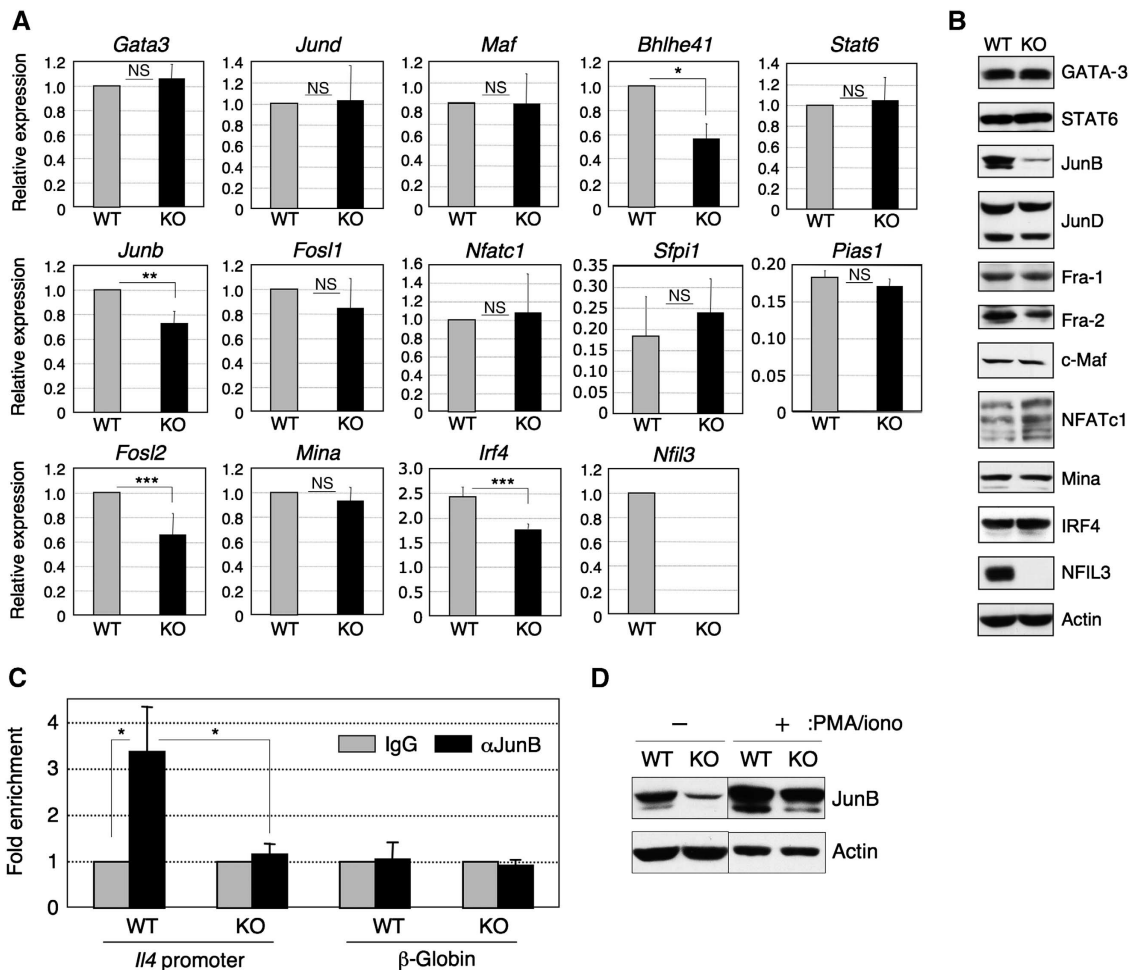 A
Gata3 Jund Maf Bhlhe41 Stat6
Relative expression
1.2
1.0
0.8
0.6
0.4
0.2
0
NS
WT KO
1.4
1.2
1.0
0.8
0.6
0.4
0.2
0
NS
WT KO
1.4
1.2
1.0
0.8
0.6
0.4
0.2
0
NS
WT KO
1.2
1.0
0.8
0.6
0.4
0.2
0
*
WT KO
1.4
1.2
1.0
0.8
0.6
0.4
0.2
0
NS
WT KO
Junb Fosl1 Nfatc1 Sfpi1 Pias1
Relative expression
1.2
1.0
0.8
0.6
0.4
0.2
0
**
WT KO
1.2
1.0
0.8
0.6
0.4
0.2
0
NS
WT KO
1.6
1.4
1.2
1.0
0.8
0.6
0.4
0.2
0
NS
WT KO
0.35
0.30
0.25
0.20
0.15
0.10
0.05
0
NS
WT KO
0.20
0.15
0.10
0.05
0
NS
WT KO
Fosl2 Mina Irf4 Nfil3
Relative expression
1.2
1.0
0.8
0.6
0.4
0.2
0
***
WT KO
1.2
1.0
0.8
0.6
0.4
0.2
0
NS
WT KO
3.0
2.5
2.0
1.5
1.0
0.5
0
***
WT KO
1.2
1.0
0.8
0.6
0.4
0.2
0
WT KO
B
WT KO
GATA-3
STAT6
JunB
JunD
Fra-1
Fra-2
c-Maf
NFATc1
Mina
IRF4
NFIL3
Actin
C
Fold enrichment
4
3
2
1
0
* *
IgG αJunB
WT KO WT KO
Il4 promoter β-Globin
D
− + :PMA/iono
WT KO WT KO
JunB
Actin